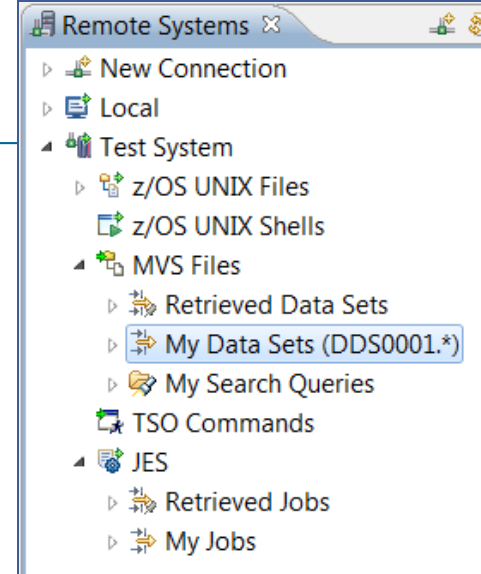 Remote Systems
New Connection
Local
Test System
z/OS UNIX Files
z/OS UNIX Shells
MVS Files
Retrieved Data Sets
My Data Sets (DDS0001.*)
My Search Queries
TSO Commands
JES
Retrieved Jobs
My Jobs